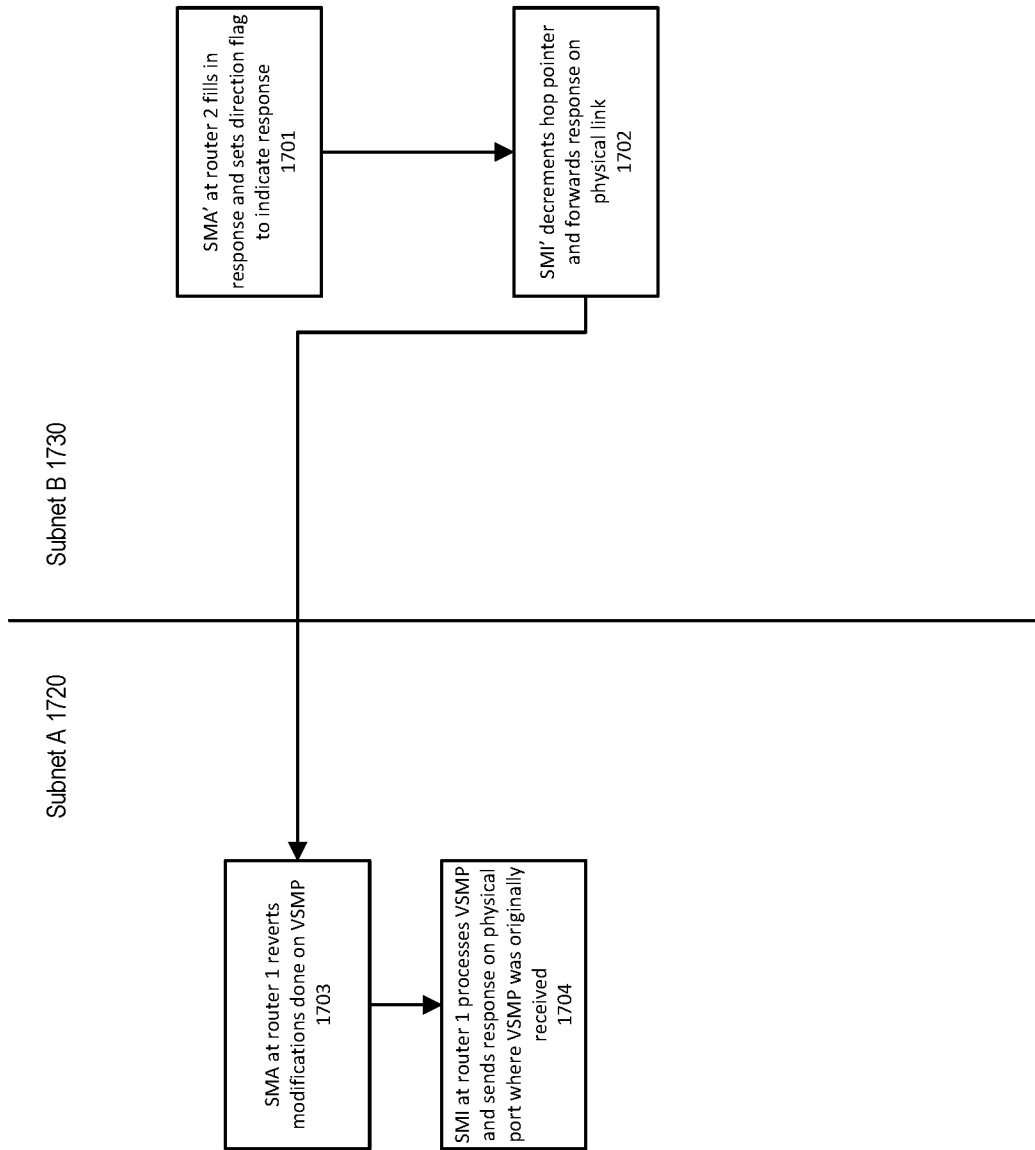 Subnet A 1720
Subnet B 1730
SMA’ at router 2 fills in
response and sets direction flag
to indicate response
1701
SMI’ decrements hop pointer
and forwards response on
physical link
1702
SMA at router 1 reverts
modifications done on VSMP
1703
SMI at router 1 processes VSMP
and sends response on physical
port where VSMP was originally
received
1704